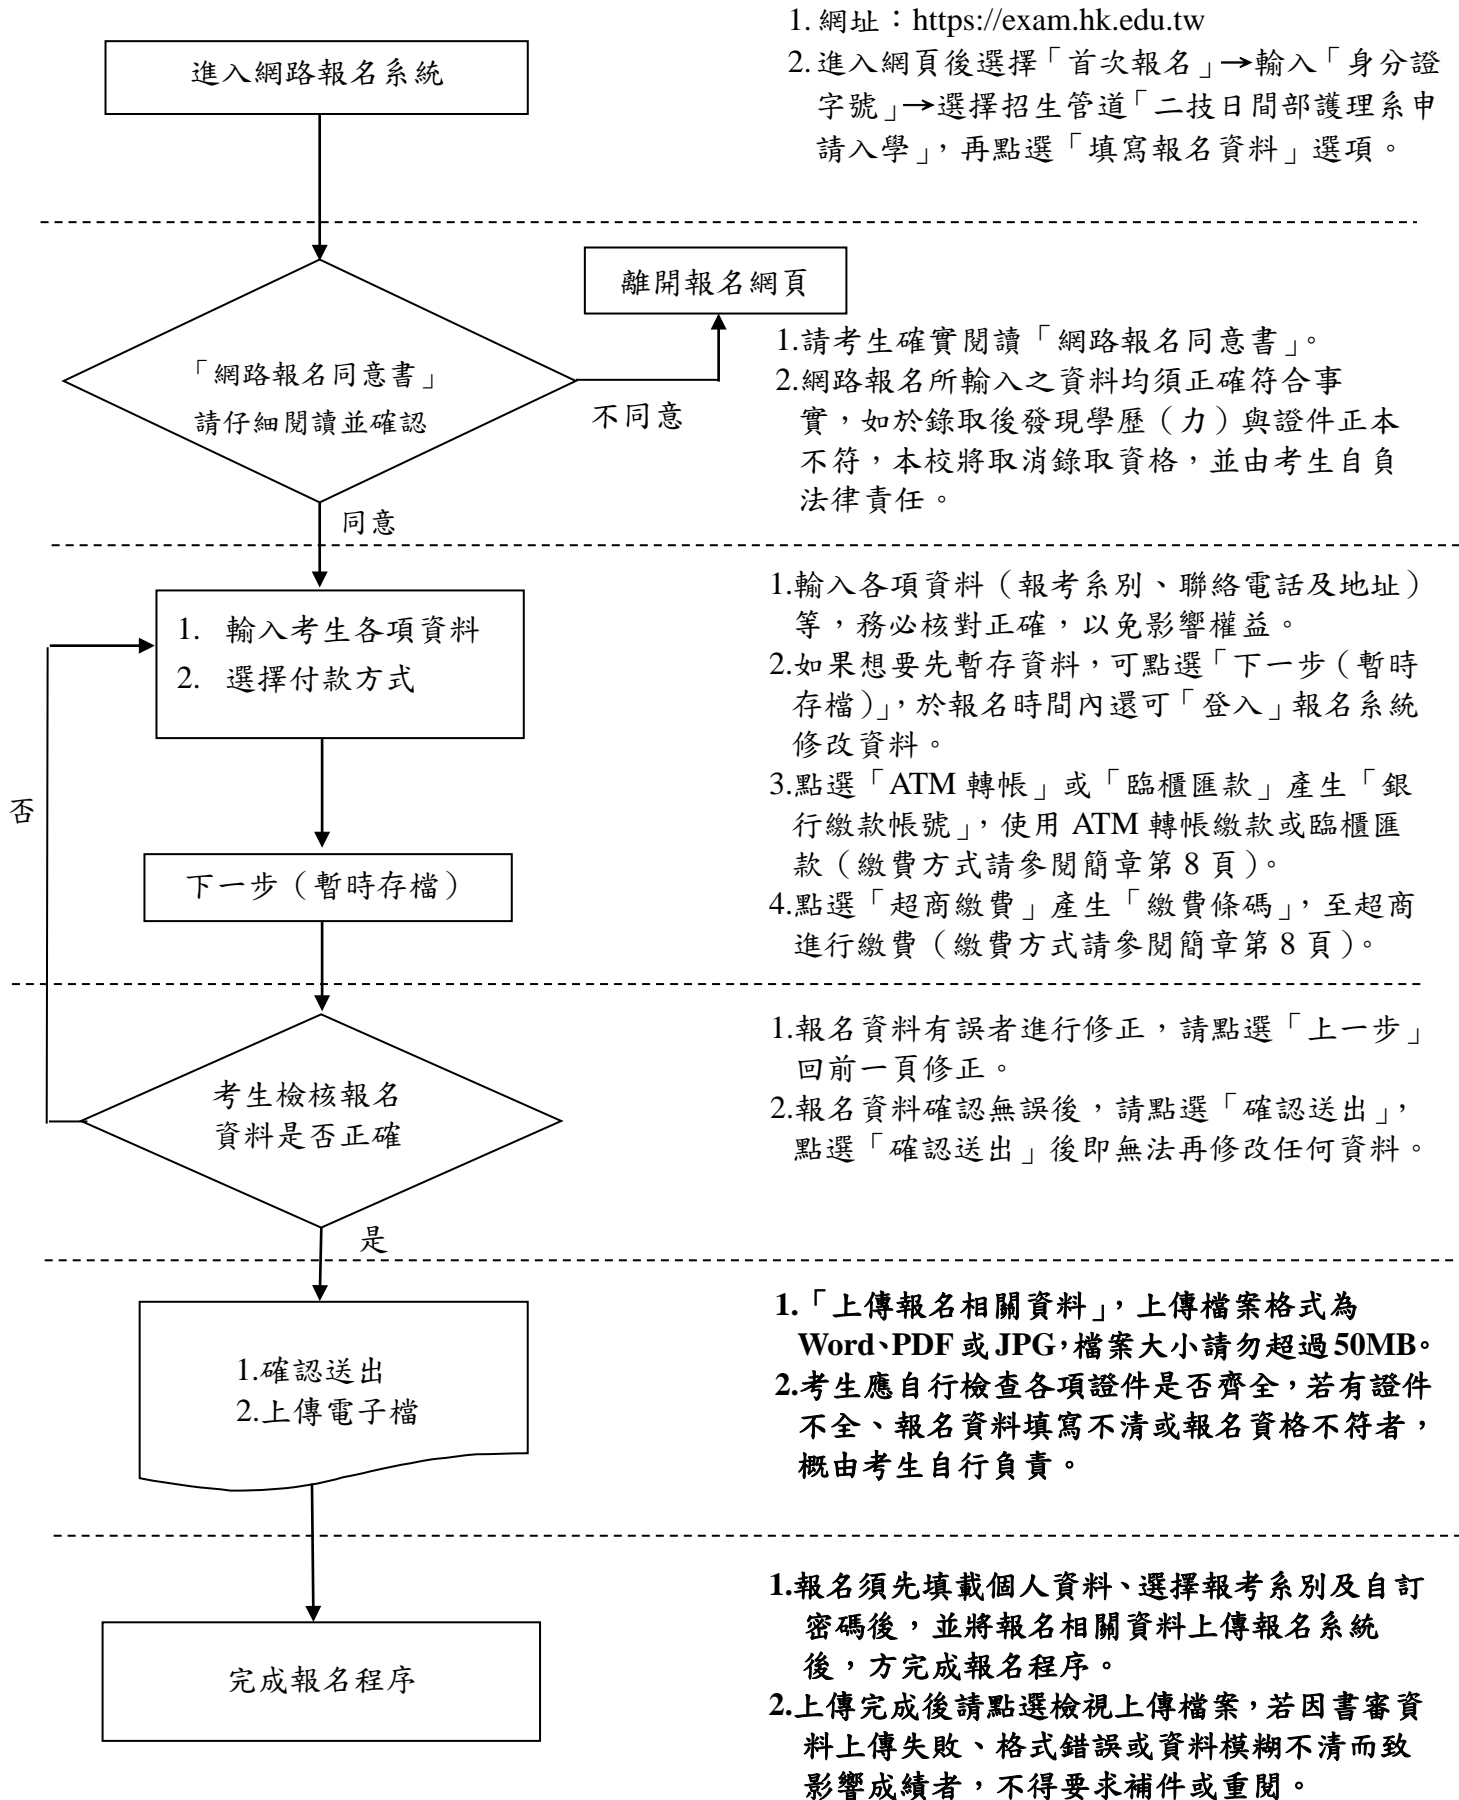 進入網路報名系統
1. 網址：https://exam.hk.edu.tw
2. 進入網頁後選擇「首次報名」→輸入「身分證
字號」→選擇招生管道「二技日間部護理系申
請入學」，再點選「填寫報名資料」選項。
離開報名網頁
「網路報名同意書」
請仔細閱讀並確認
不同意
同意
1.請考生確實閱讀「網路報名同意書」。
2.網路報名所輸入之資料均須正確符合事
實，如於錄取後發現學歷（力）與證件正本
不符，本校將取消錄取資格，並由考生自負
法律責任。
1. 輸入考生各項資料
2. 選擇付款方式
否
下一步（暫時存檔）
1.輸入各項資料（報考系別、聯絡電話及地址）
等，務必核對正確，以免影響權益。
2.如果想要先暫存資料，可點選「下一步（暫時
存檔）」，於報名時間內還可「登入」報名系統
修改資料。
3.點選「ATM 轉帳」或「臨櫃匯款」產生「銀
行繳款帳號」，使用 ATM 轉帳繳款或臨櫃匯
款（繳費方式請參閱簡章第 8 頁）。
4.點選「超商繳費」產生「繳費條碼」，至超商
進行繳費（繳費方式請參閱簡章第 8 頁）。
考生檢核報名
資料是否正確
是
1.報名資料有誤者進行修正，請點選「上一步」
回前一頁修正。
2.報名資料確認無誤後，請點選「確認送出」，
點選「確認送出」後即無法再修改任何資料。
1.確認送出
2.上傳電子檔
1.「上傳報名相關資料」，上傳檔案格式為
Word、PDF 或 JPG，檔案大小請勿超過 50MB。
2.考生應自行檢查各項證件是否齊全，若有證件
不全、報名資料填寫不清或報名資格不符者，
概由考生自行負責。
完成報名程序
1.報名須先填載個人資料、選擇報考系別及自訂
密碼後，並將報名相關資料上傳報名系統
後，方完成報名程序。
2.上傳完成後請點選檢視上傳檔案，若因書審資
料上傳失敗、格式錯誤或資料模糊不清而致
影響成績者，不得要求補件或重閱。